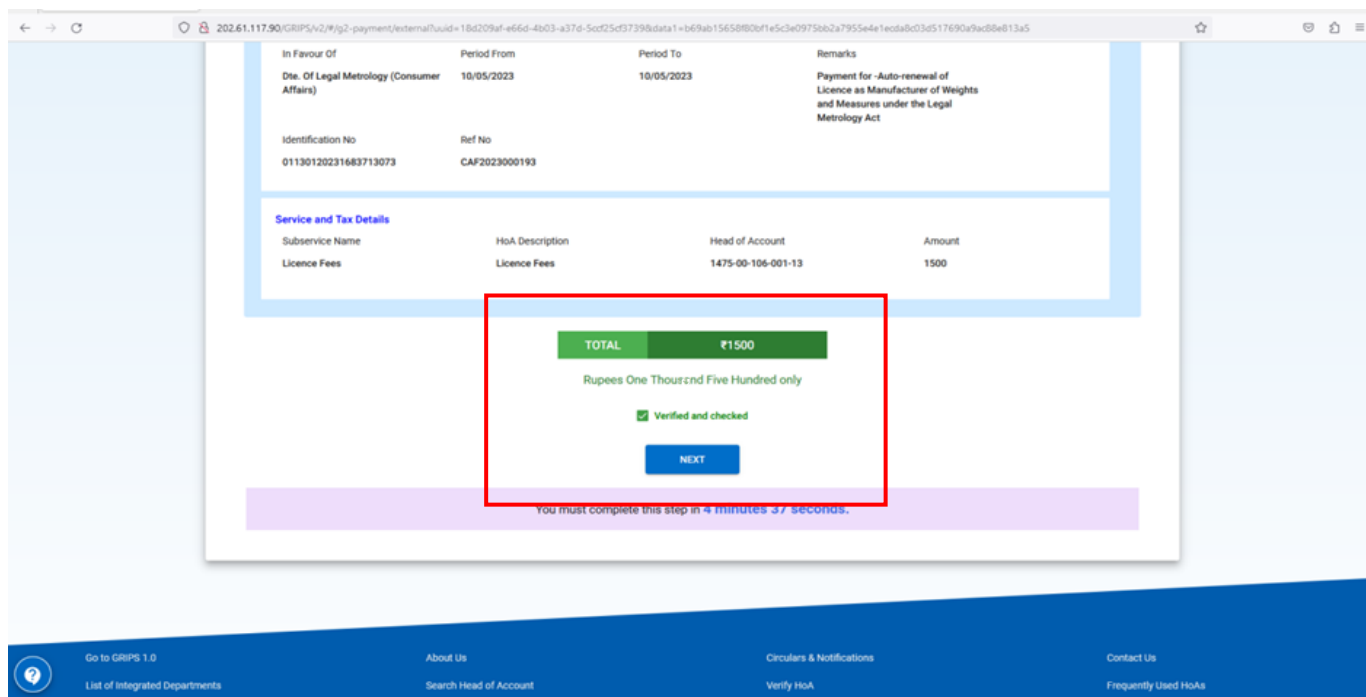 202.61.117.90/GRIPS/v2/#/g2-payment/external?uuid=18d209af-e66d-4b03-a37d-5ccf25cf3739&data1=b69ab15658f80bf1e5c3e0975bb2a7955e4e1ecda8c03d517690a9ac88e813a5
In Favour Of Period From Period To Remarks
Dte. Of Legal Metrology (Consumer 10/05/2023 10/05/2023 Payment for -Auto-renewal of
Affairs) Licence as Manufacturer of Weights
and Measures under the Legal
Metrology Act
Identification No Ref No
01130120231683713073 CAF2023000193
Service and Tax Details
Subservice Name HoA Description Head of Account Amount
Licence Fees Licence Fees 1475-00-106-001-13 1500
TOTAL ₹1500
Rupees One Thousand Five Hundred only
Verified and checked
NEXT
You must complete this step in 4 minutes 37 seconds.
Go to GRIPS 1.0 About Us Circulars & Notifications Contact Us
List of Integrated Departments Search Head of Account Verify HoA Frequently Used HoAs